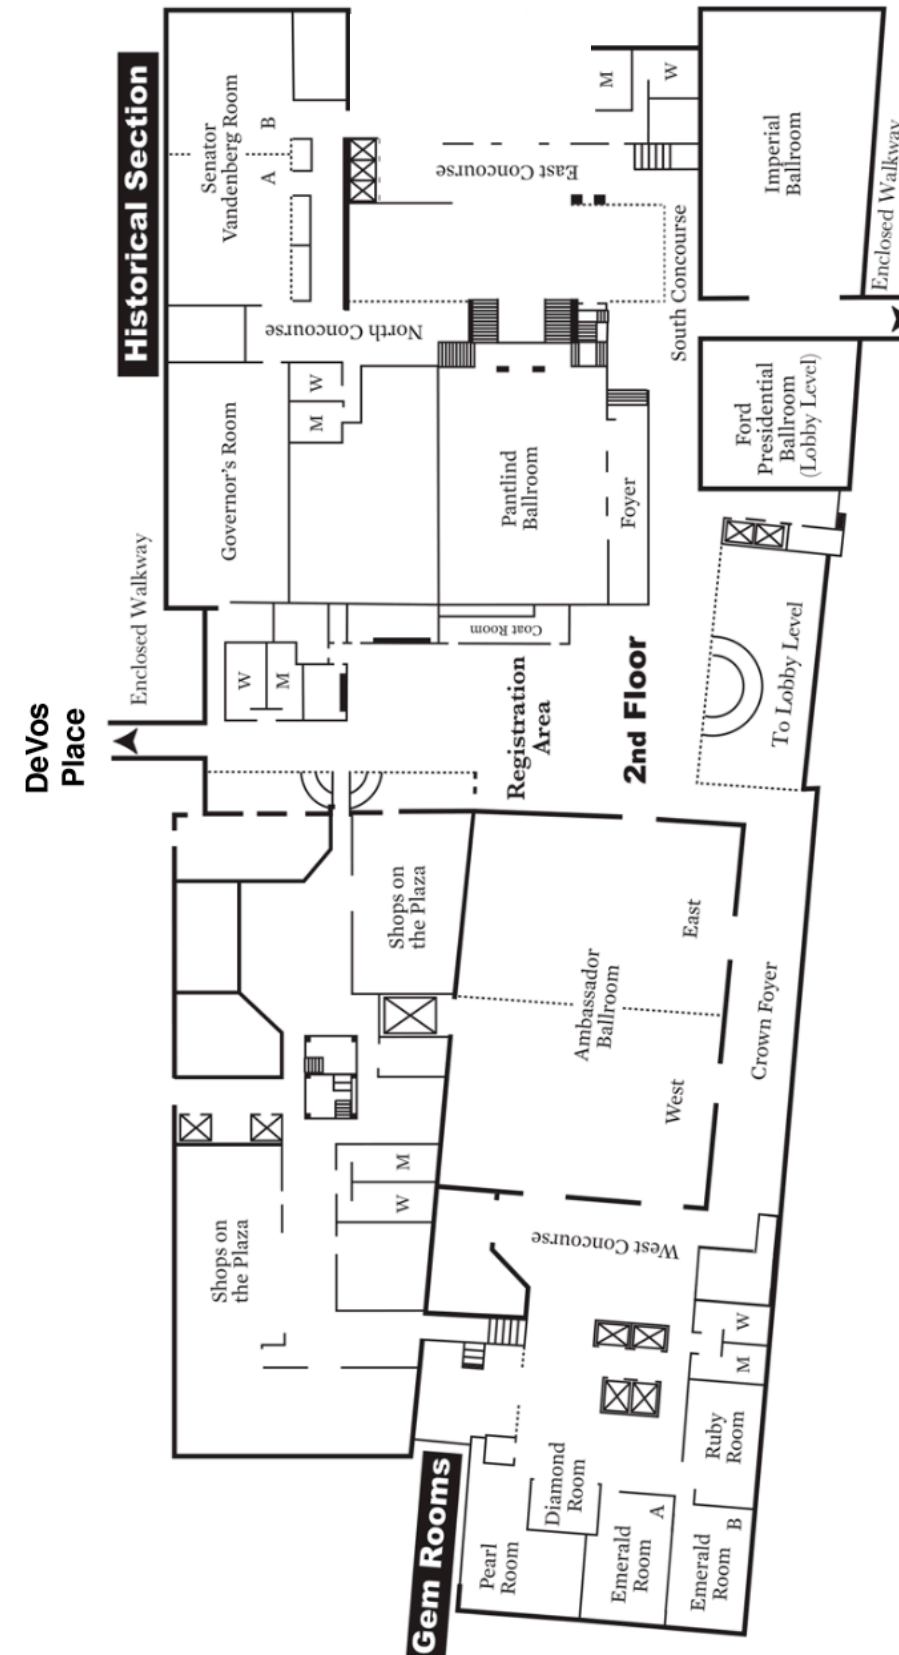 DeVos
Place
Enclosed Walkway
Historical Section
Senator
Vandenberg Room
A
B
North Concourse
East Concourse
M
W
Imperial
Ballroom
Enclosed Walkway
South Concourse
Governor's Room
M
W
Pantlind
Ballroom
Foyer
Ford
Presidential
Ballroom
(Lobby Level)
W
M
Coat Room
Registration
Area
2nd Floor
To Lobby Level
Shops on
the Plaza
Ambassador
Ballroom
East
West
Crown Foyer
Shops on
the Plaza
W
M
West Concourse
Gem Rooms
Pearl
Room
Diamond
Room
Emerald
Room
A
Emerald
Room
B
Ruby
Room
M
W